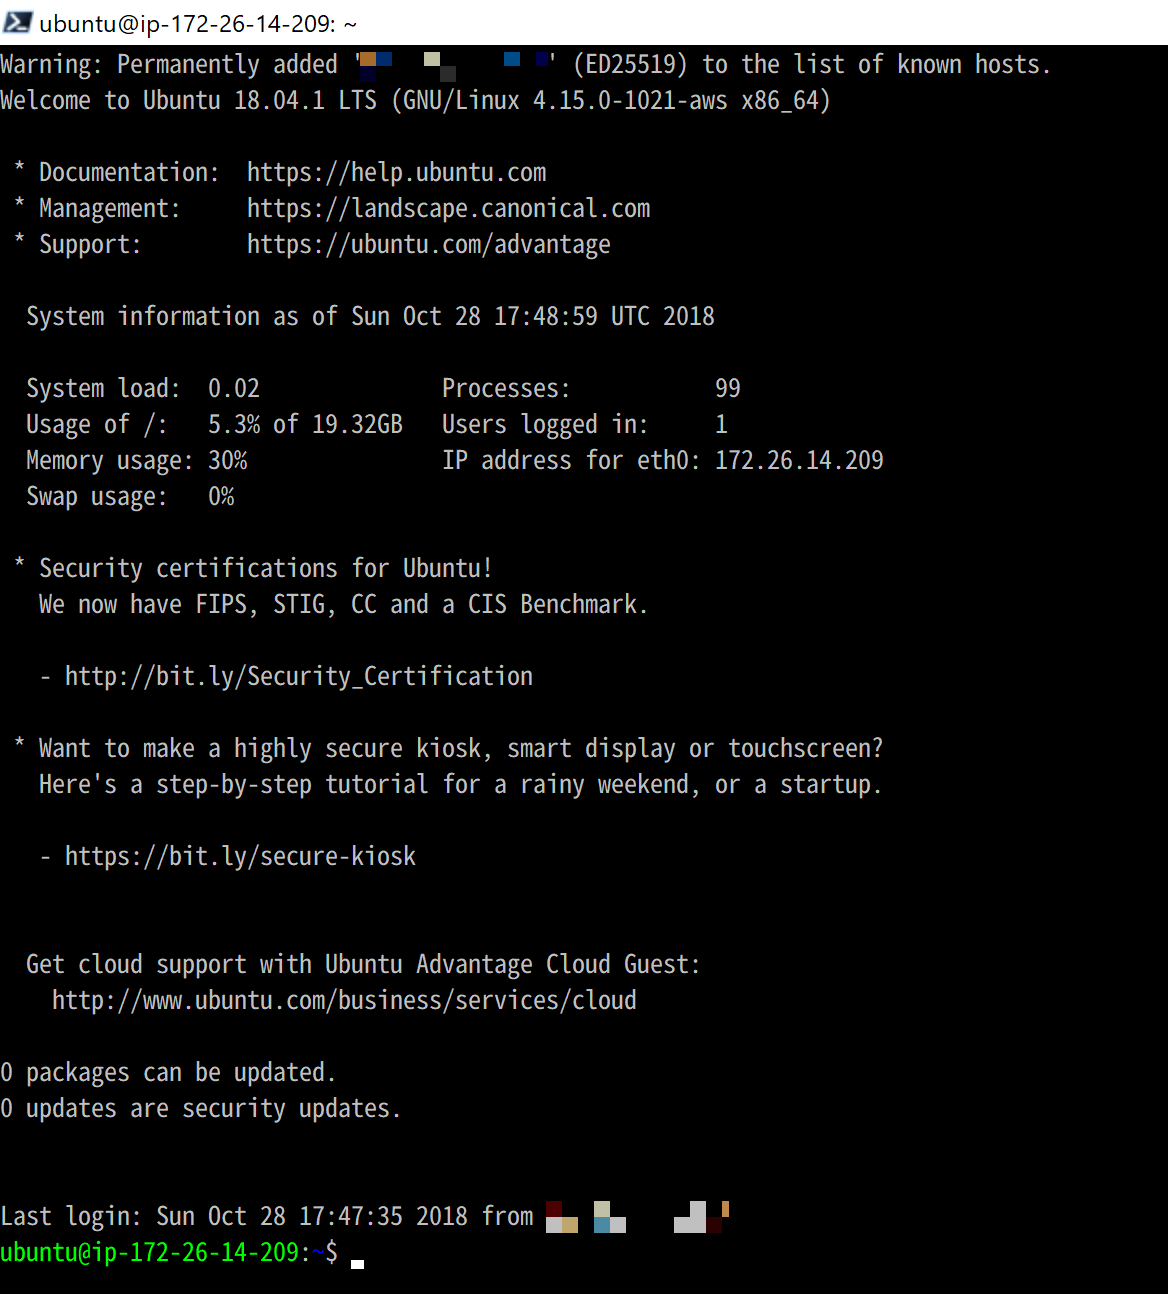 ubuntu@ip-172-26-14-209: ~
Warning: Permanently added '' (ED25519) to the list of known hosts.
Welcome to Ubuntu 18.04.1 LTS (GNU/Linux 4.15.0-1021-aws x86_64)
* Documentation: https://help.ubuntu.com
* Management: https://landscape.canonical.com
* Support: https://ubuntu.com/advantage
System information as of Sun Oct 28 17:48:59 UTC 2018
System load: 0.02 Processes: 99
Usage of /: 5.3% of 19.32GB Users logged in: 1
Memory usage: 30% IP address for eth0: 172.26.14.209
Swap usage: 0%
* Security certifications for Ubuntu!
We now have FIPS, STIG, CC and a CIS Benchmark.
- http://bit.ly/Security_Certification
* Want to make a highly secure kiosk, smart display or touchscreen?
Here's a step-by-step tutorial for a rainy weekend, or a startup.
- https://bit.ly/secure-kiosk
Get cloud support with Ubuntu Advantage Cloud Guest:
http://www.ubuntu.com/business/services/cloud
0 packages can be updated.
0 updates are security updates.
Last login: Sun Oct 28 17:47:35 2018 from
ubuntu@ip-172-26-14-209:~$